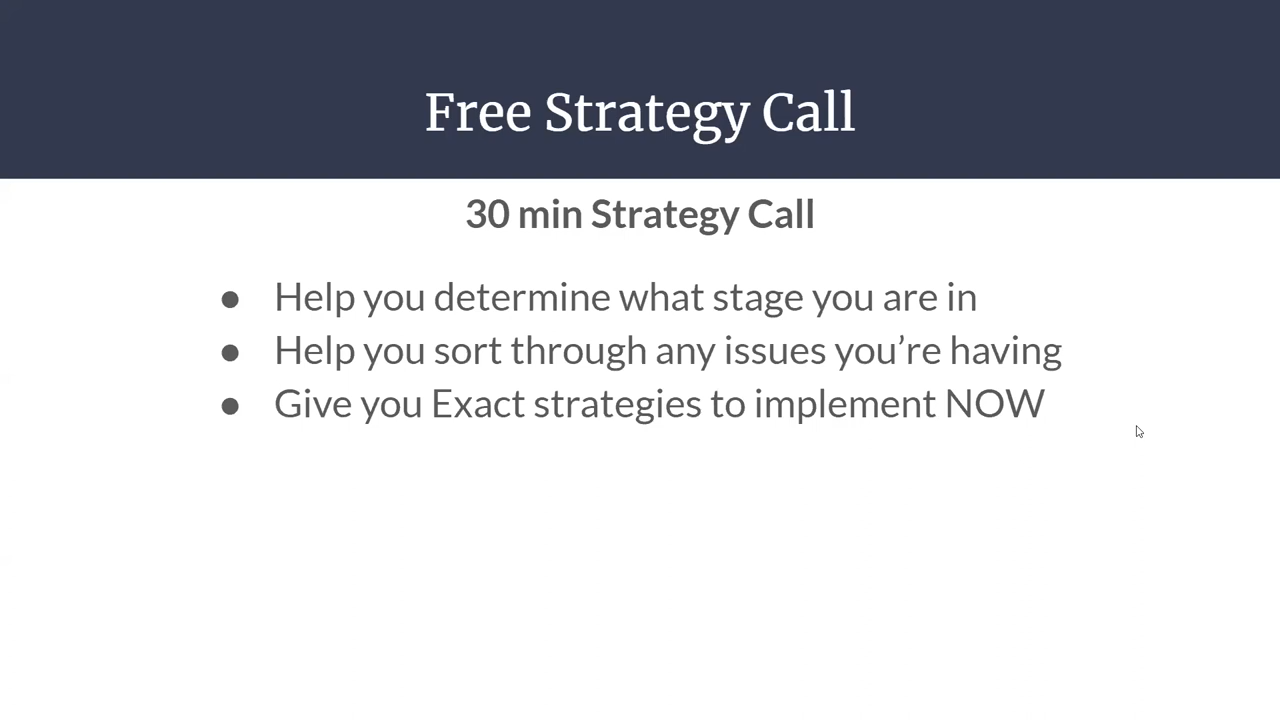 Free Strategy Call
30 min Strategy Call
● Help you determine what stage you are in
● Help you sort through any issues you’re having
● Give you Exact strategies to implement NOW